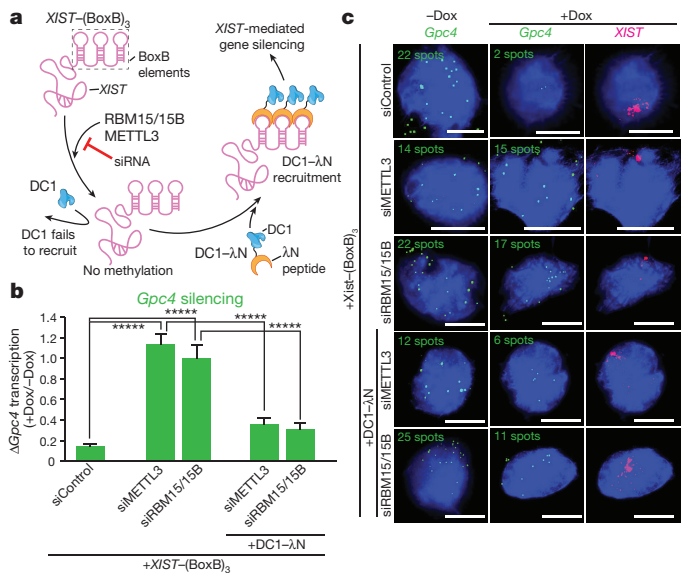 a
XIST–(BoxB)3
BoxB
elements
XIST
RBM15/15B
METTL3
siRNA
DC1
DC1 fails
to recruit
No methylation
XIST-mediated
gene silencing
DC1–λN
recruitment
DC1
DC1–λN
λN
peptide
b
Gpc4 silencing
ΔGpc4 transcription
(+Dox/–Dox)
1.4
1.2
1.0
0.8
0.6
0.4
0.2
0
*****
*****
*****
*****
siControl
siMETTL3
siRBM15/15B
siMETTL3
siRBM15/15B
+DC1–λN
+XIST–(BoxB)3
c
–Dox
+Dox
Gpc4
Gpc4
XIST
+Xist–(BoxB)3
+DC1–λN
siControl
22 spots
2 spots
siMETTL3
14 spots
15 spots
siRBM15/15B
22 spots
17 spots
siMETTL3
12 spots
6 spots
siRBM15/15B
25 spots
11 spots